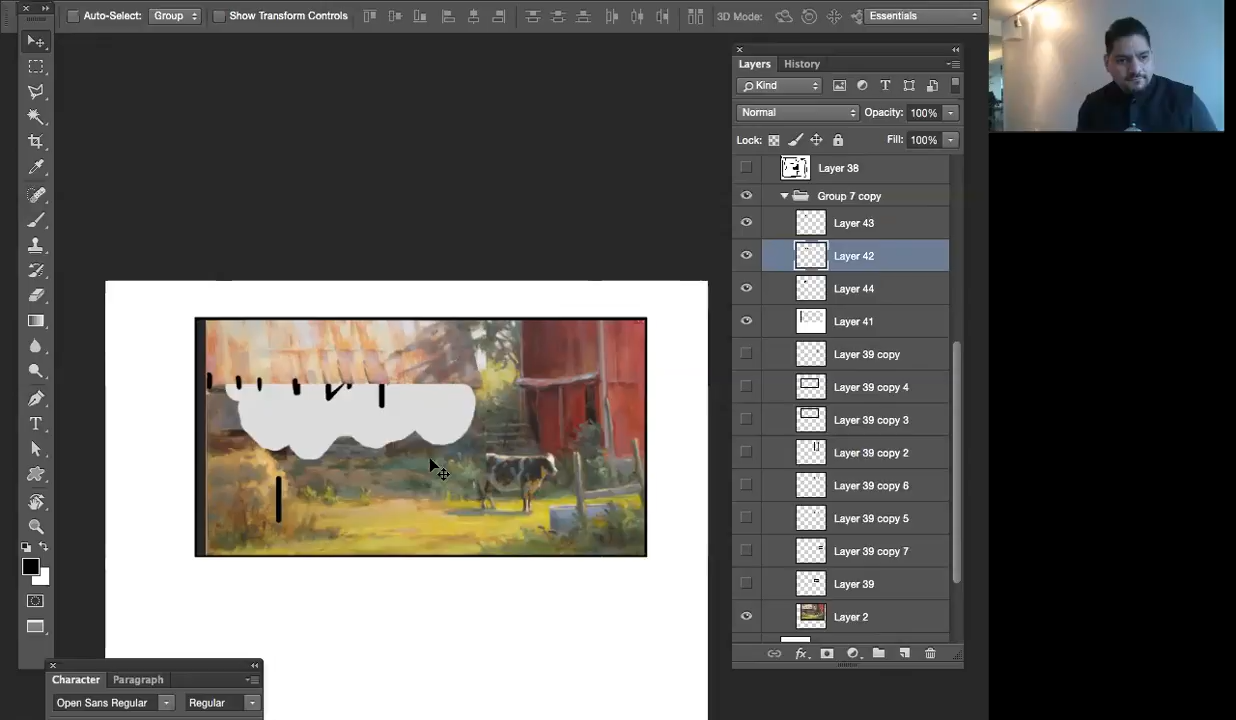 Auto-Select: Group Show Transform Controls 3D Mode: Essentials
Layers History
Kind
Normal Opacity: 100%
Lock: Fill: 100%
Layer 38
Group 7 copy
Layer 43
Layer 42
Layer 44
Layer 41
Layer 39 copy
Layer 39 copy 4
Layer 39 copy 3
Layer 39 copy 2
Layer 39 copy 6
Layer 39 copy 5
Layer 39 copy 7
Layer 39
Layer 2
fx
Character Paragraph
Open Sans Regular Regular